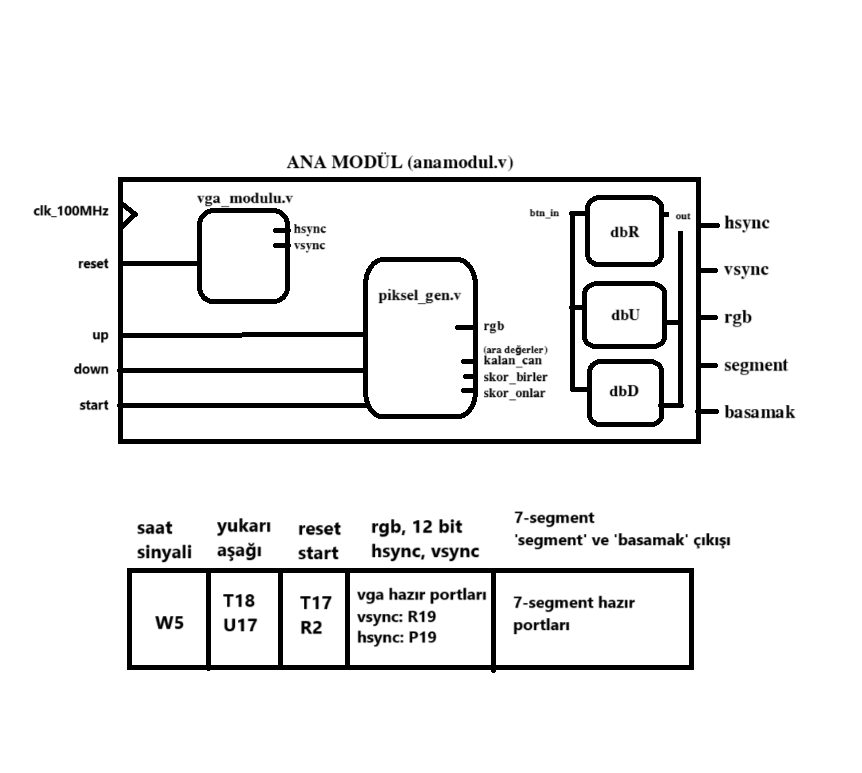 ANA MODÜL (anamodul.v)
clk_100MHz
reset
up
down
start
vga_modulu.v
hsync
vsync
piksel_gen.v
rgb
(ara değerler)
kalan_can
skor_birler
skor_onlar
btn_in
dbR
out
dbU
dbD
hsync
vsync
rgb
segment
basamak
saat
sinyali
yukarı
aşağı
reset
start
rgb, 12 bit
hsync, vsync
7-segment
'segment' ve 'basamak' çıkışı
W5
T18
U17
T17
R2
vga hazır portları
vsync: R19
hsync: P19
7-segment hazır
portları